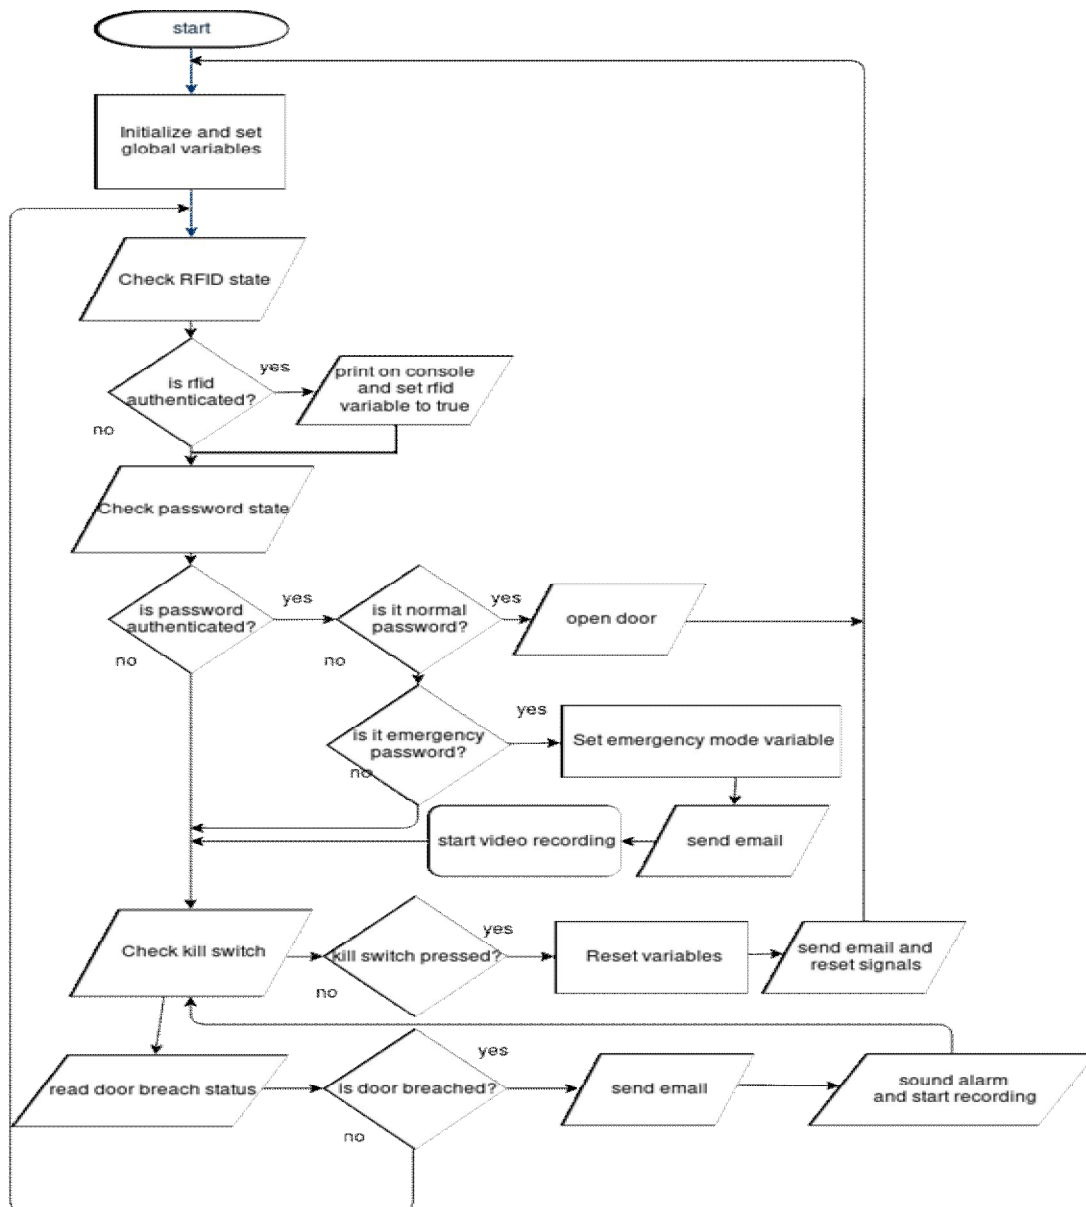 start
Initialize and set
global variables
Check RFID state
is rfid
authenticated?
yes
print on console
and set rfid
variable to true
no
Check password state
is password
authenticated?
yes
is it normal
password?
yes
open door
no
no
is it emergency
password?
yes
Set emergency mode variable
no
start video recording
send email
Check kill switch
kill switch pressed?
yes
Reset variables
send email and
reset signals
no
read door breach status
is door breached?
yes
send email
sound alarm
and start recording
no